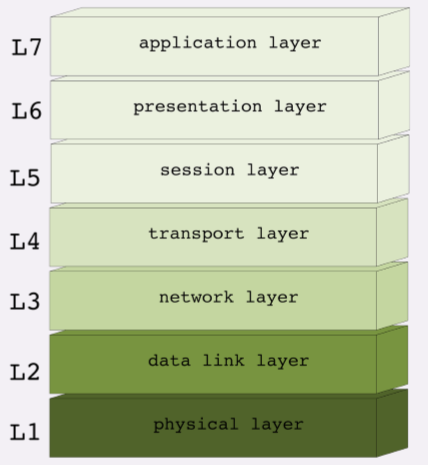 L7 application layer
L6 presentation layer
L5 session layer
L4 transport layer
L3 network layer
L2 data link layer
L1 physical layer